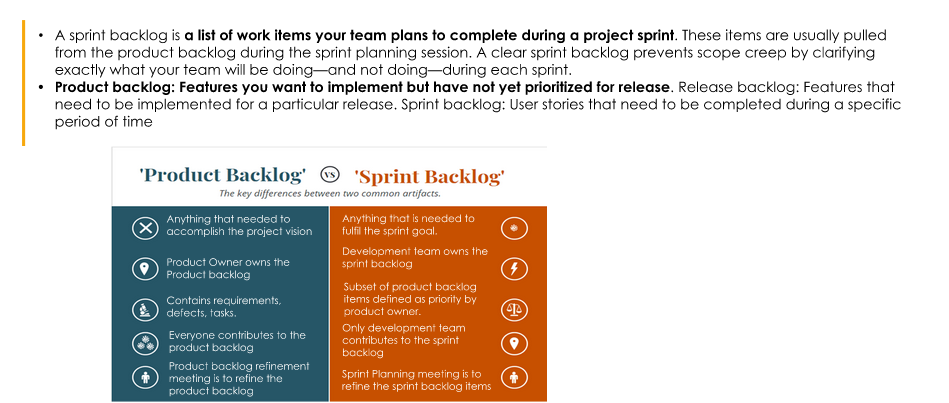 • A sprint backlog is a list of work items your team plans to complete during a project sprint. These items are usually pulled
from the product backlog during the sprint planning session. A clear sprint backlog prevents scope creep by clarifying
exactly what your team will be doing—and not doing—during each sprint.
• Product backlog: Features you want to implement but have not yet prioritized for release. Release backlog: Features that
need to be implemented for a particular release. Sprint backlog: User stories that need to be completed during a specific
period of time
'Product Backlog' VS 'Sprint Backlog'
The key differences between two common artifacts.
Anything that needed to
accomplish the project vision
Product Owner owns the
Product backlog
Contains requirements,
defects, tasks.
Everyone contributes to the
product backlog
Product backlog refinement
meeting is to refine the
product backlog
Anything that is needed to
fulfil the sprint goal.
Development team owns the
sprint backlog
Subset of product backlog
items defined as priority by
product owner.
Only development team
contributes to the sprint
backlog
Sprint Planning meeting is to
refine the sprint backlog items